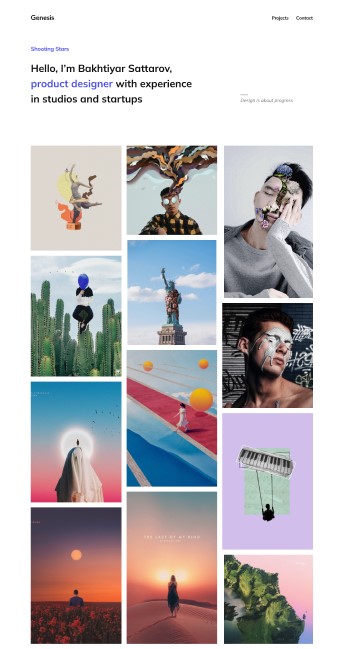 Genesis
Projects Contact
Shooting Stars
Hello, I'm Bakhtiyar Sattarov,
product designer with experience
in studios and startups
Design is about progress
THE LAST OF MY KIND